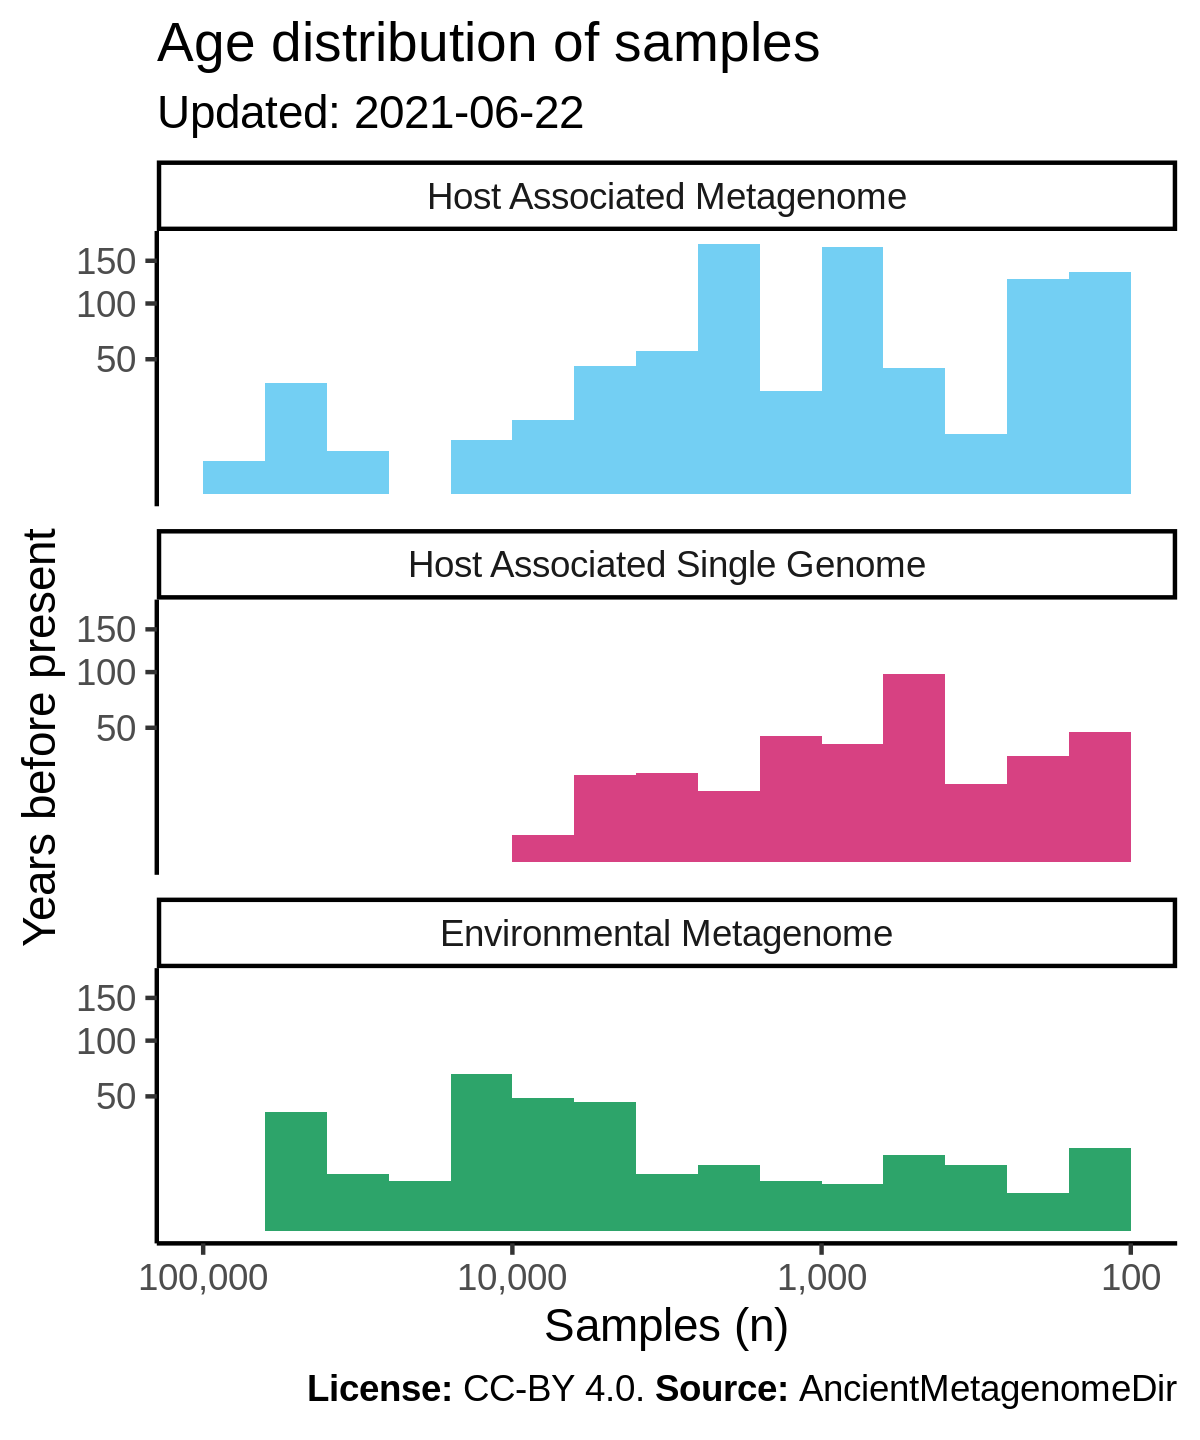 Age distribution of samples
Updated: 2021-06-22
Host Associated Metagenome
150
100
50
Host Associated Single Genome
150
100
50
Years before present
Environmental Metagenome
150
100
50
100,000 10,000 1,000 100
Samples (n)
License: CC-BY 4.0. Source: AncientMetagenomeDir